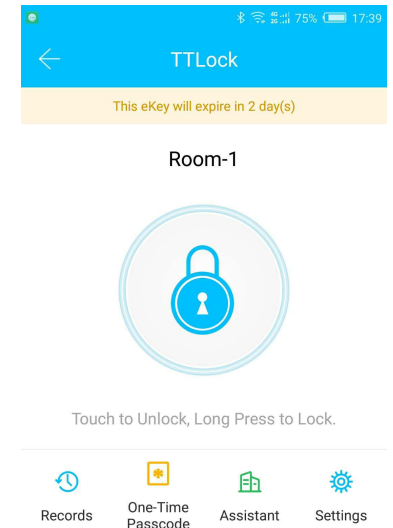 75% 17:39
TTLock
This eKey will expire in 2 day(s)
Room-1
Touch to Unlock, Long Press to Lock.
Records
One-Time
Passcode
Assistant
Settings